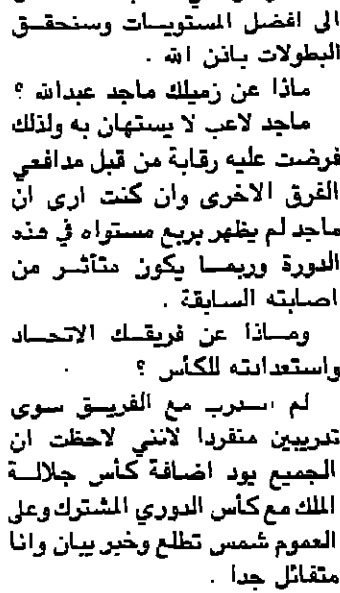 الى افضل المستويات وسنحقق
البطولات باذن الله .
ماذا عن زميلك ماجد عبدالله ؟
ماجد لاعب لا يستهان به ولذلك
فرضت عليه رقابة من قبل مدافعي
الفرق الاخرى وان كنت ارى ان
ماجد لم يظهر بربع مستواه في هذه
الدورة وربما يكون متأثر من
اصابته السابقة .
وماذا عن فريقك الاتحاد
واستعداداته للكأس ؟
لم اتدرب مع الفريق سوى
تدريبين منفردا لانني لاحظت ان
الجميع يود اضافة كأس جلالة
الملك مع كأس الدوري المشترك وعلى
العموم شمس تطلع وخبر يبان وانا
متفائل جدا .